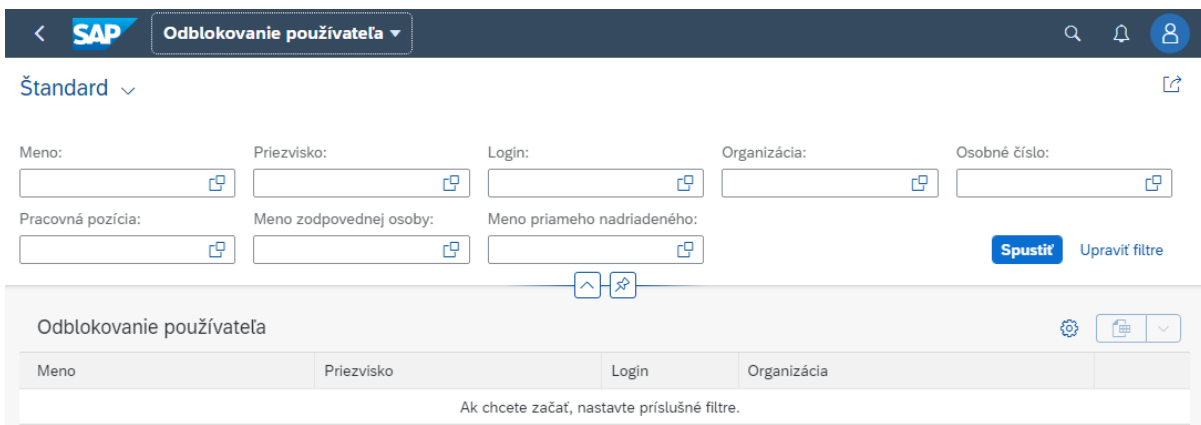 SAP Odblokovanie používateľa
Štandard
Meno: Priezvisko: Login: Organizácia: Osobné číslo:
Pracovná pozícia: Meno zodpovednej osoby: Meno priameho nadriadeného:
Spustiť Upraviť filtre
Odblokovanie používateľa
Meno Priezvisko Login Organizácia
Ak chcete začať, nastavte príslušné filtre.